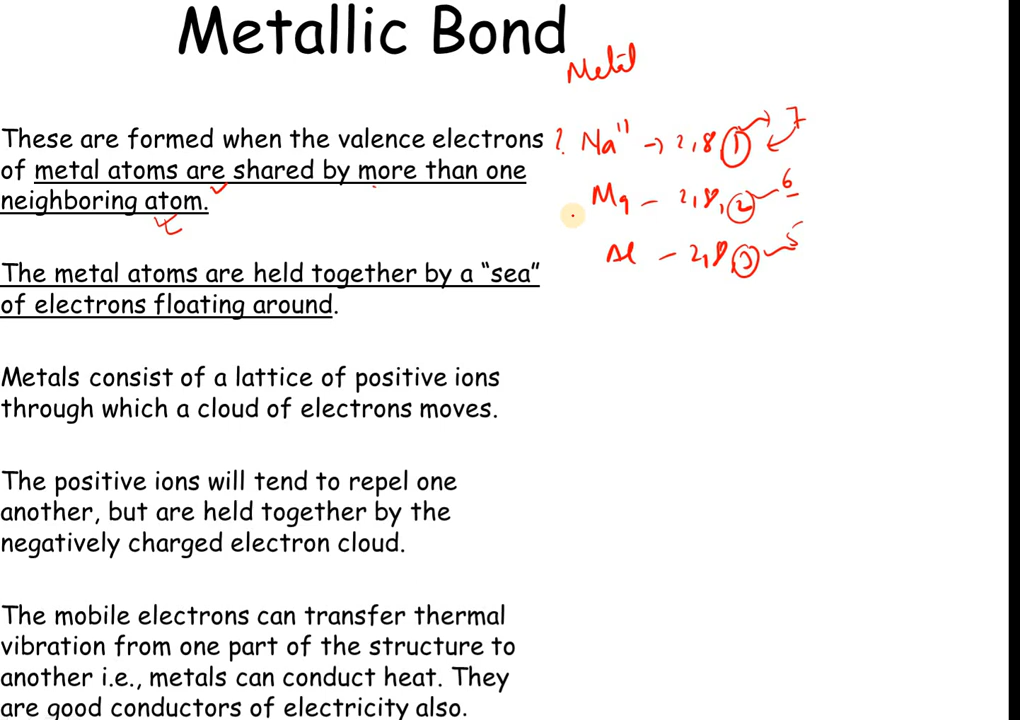 Metallic Bond
Metal
These are formed when the valence electrons
of metal atoms are shared by more than one
neighboring atom.
Na 11 → 2,8 1 7
Mg - 2,8,2 6
Al - 2,8 3 5
The metal atoms are held together by a “sea”
of electrons floating around.
Metals consist of a lattice of positive ions
through which a cloud of electrons moves.
The positive ions will tend to repel one
another, but are held together by the
negatively charged electron cloud.
The mobile electrons can transfer thermal
vibration from one part of the structure to
another i.e., metals can conduct heat. They
are good conductors of electricity also.